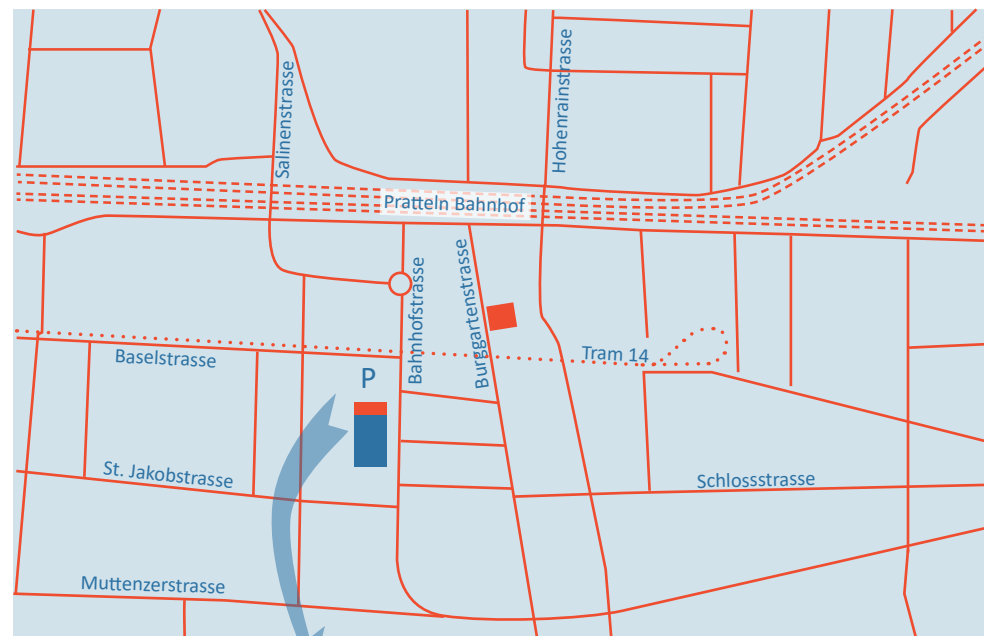 Salinenstrasse
Hohenrainstrasse
Pratteln Bahnhof
Bahnhofstrasse
Burggartenstrasse
Tram 14
Baselstrasse
P
St. Jakobstrasse
Schlossstrasse
Muttenzerstrasse